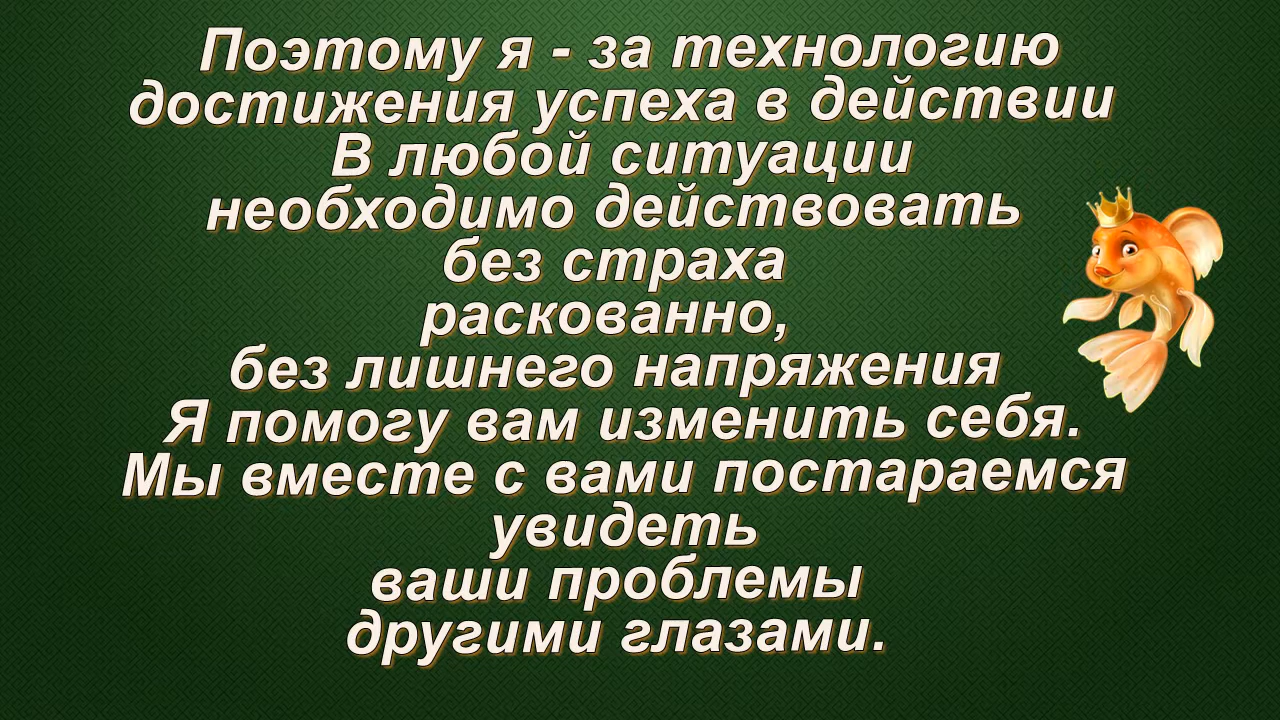 Поэтому я - за технологию
достижения успеха в действии
В любой ситуации
необходимо действовать
без страха
раскованно,
без лишнего напряжения
Я помогу вам изменить себя.
Мы вместе с вами постараемся
увидеть
ваши проблемы
другими глазами.